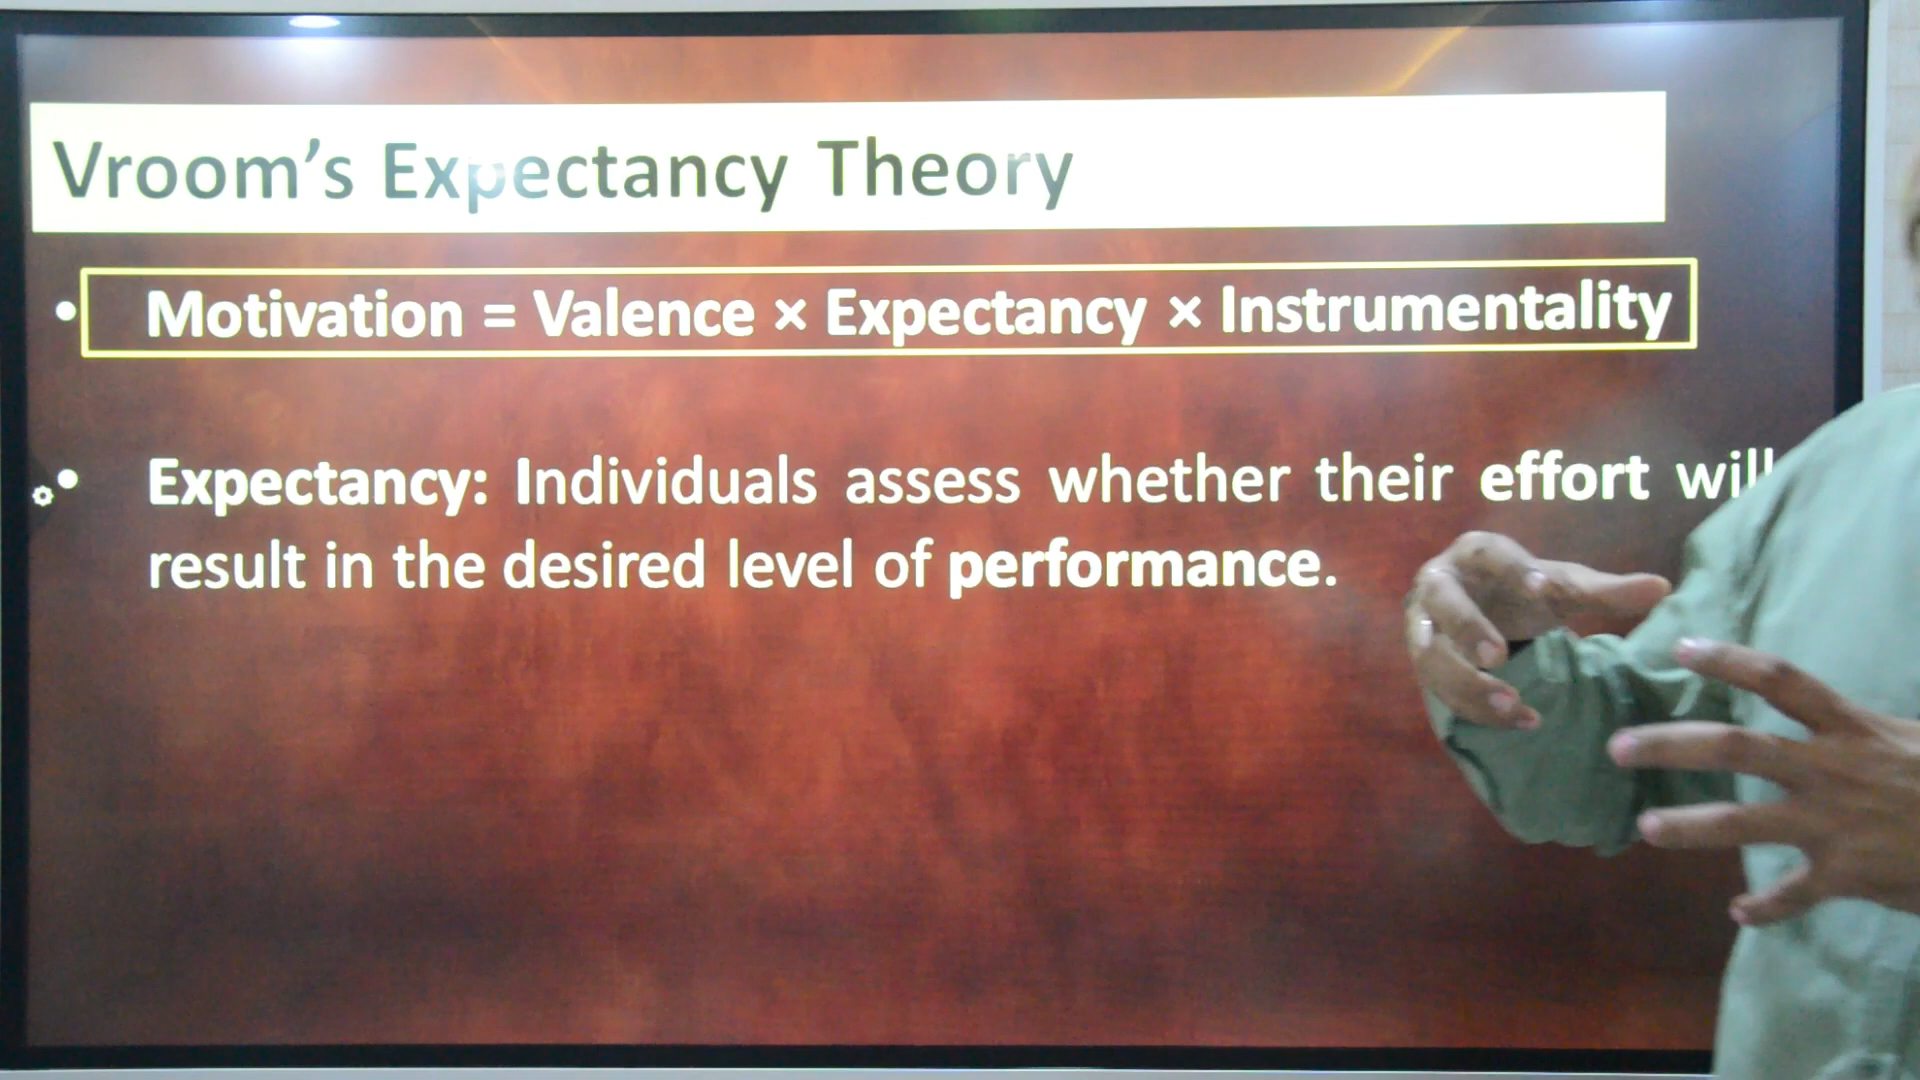 Vroom’s Expectancy Theory
• Motivation = Valence × Expectancy × Instrumentality
• Expectancy: Individuals assess whether their effort will
result in the desired level of performance.